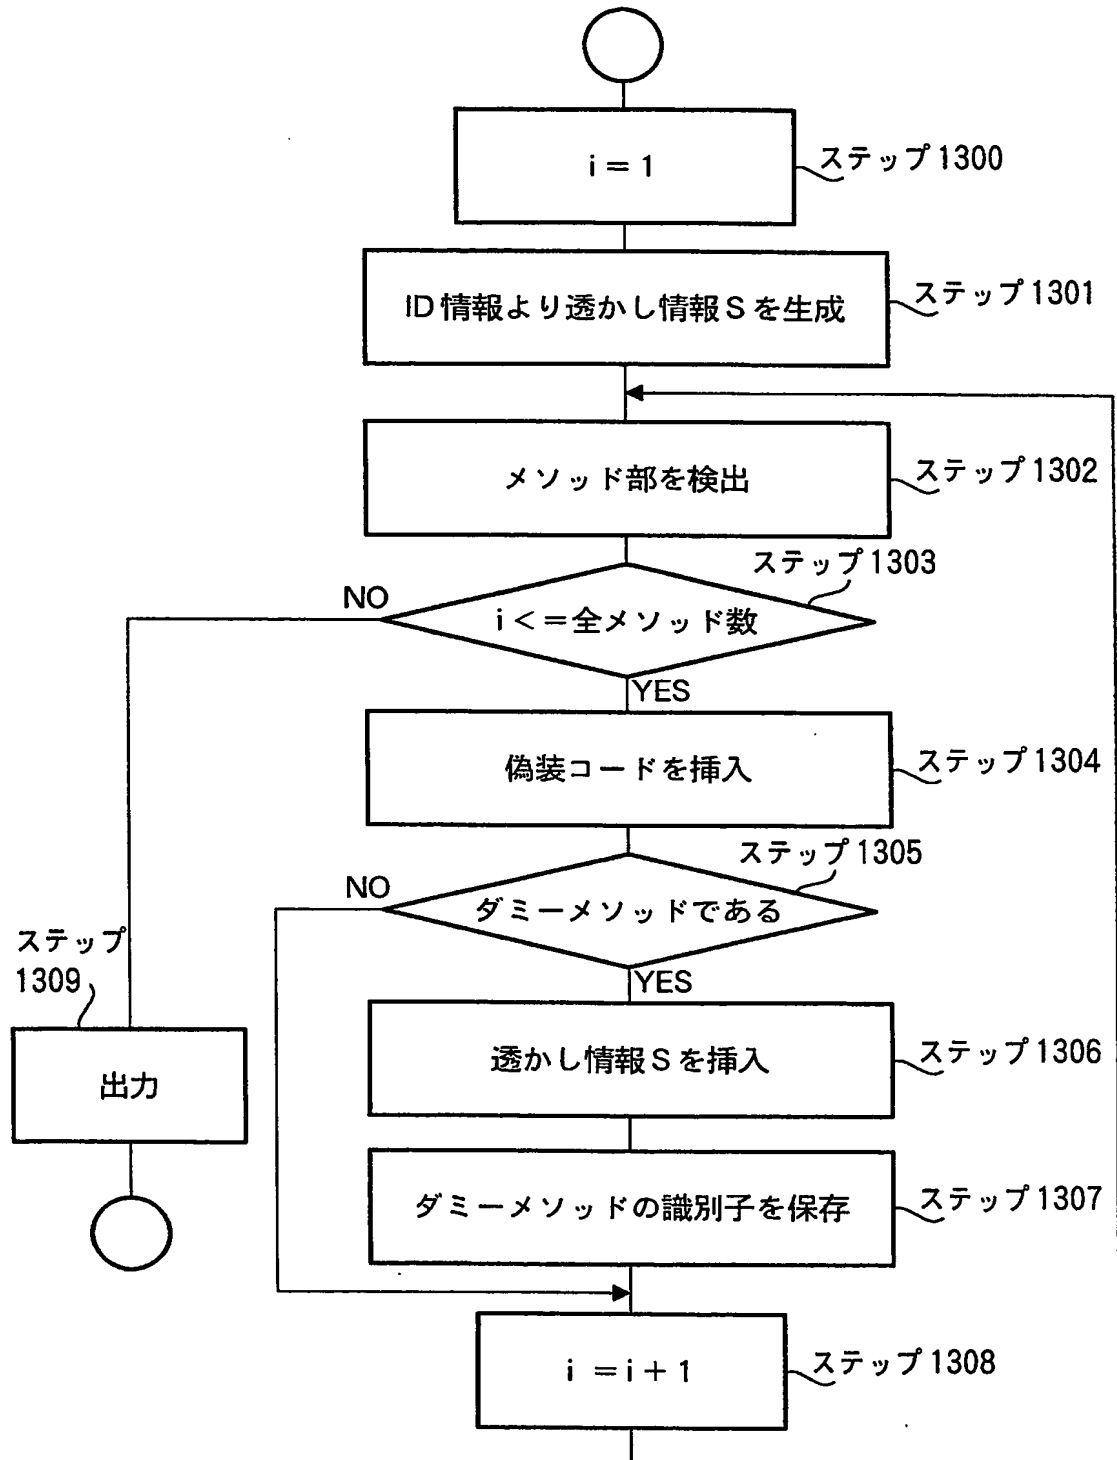 i = 1
ステップ 1300
ID 情報より透かし情報 S を生成
ステップ 1301
メソッド部を検出
ステップ 1302
ステップ 1303
NO
i < = 全メソッド数
YES
偽装コードを挿入
ステップ 1304
ステップ 1305
NO
ダミーメソッドである
YES
ステップ
1309
出力
透かし情報 S を挿入
ステップ 1306
ダミーメソッドの識別子を保存
ステップ 1307
i = i + 1
ステップ 1308